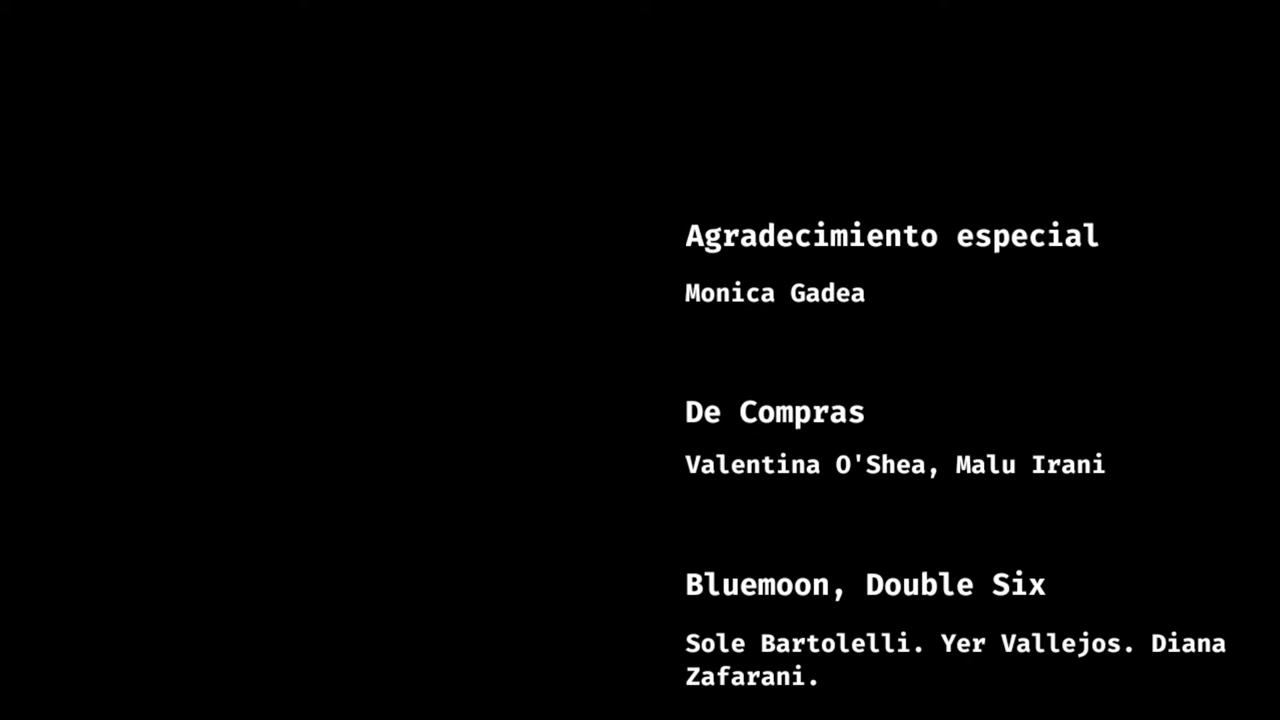 Agradecimiento especial
Monica Gadea
De Compras
Valentina O'Shea, Malu Irani
Bluemoon, Double Six
Sole Bartolelli. Yer Vallejos. Diana
Zafarani.